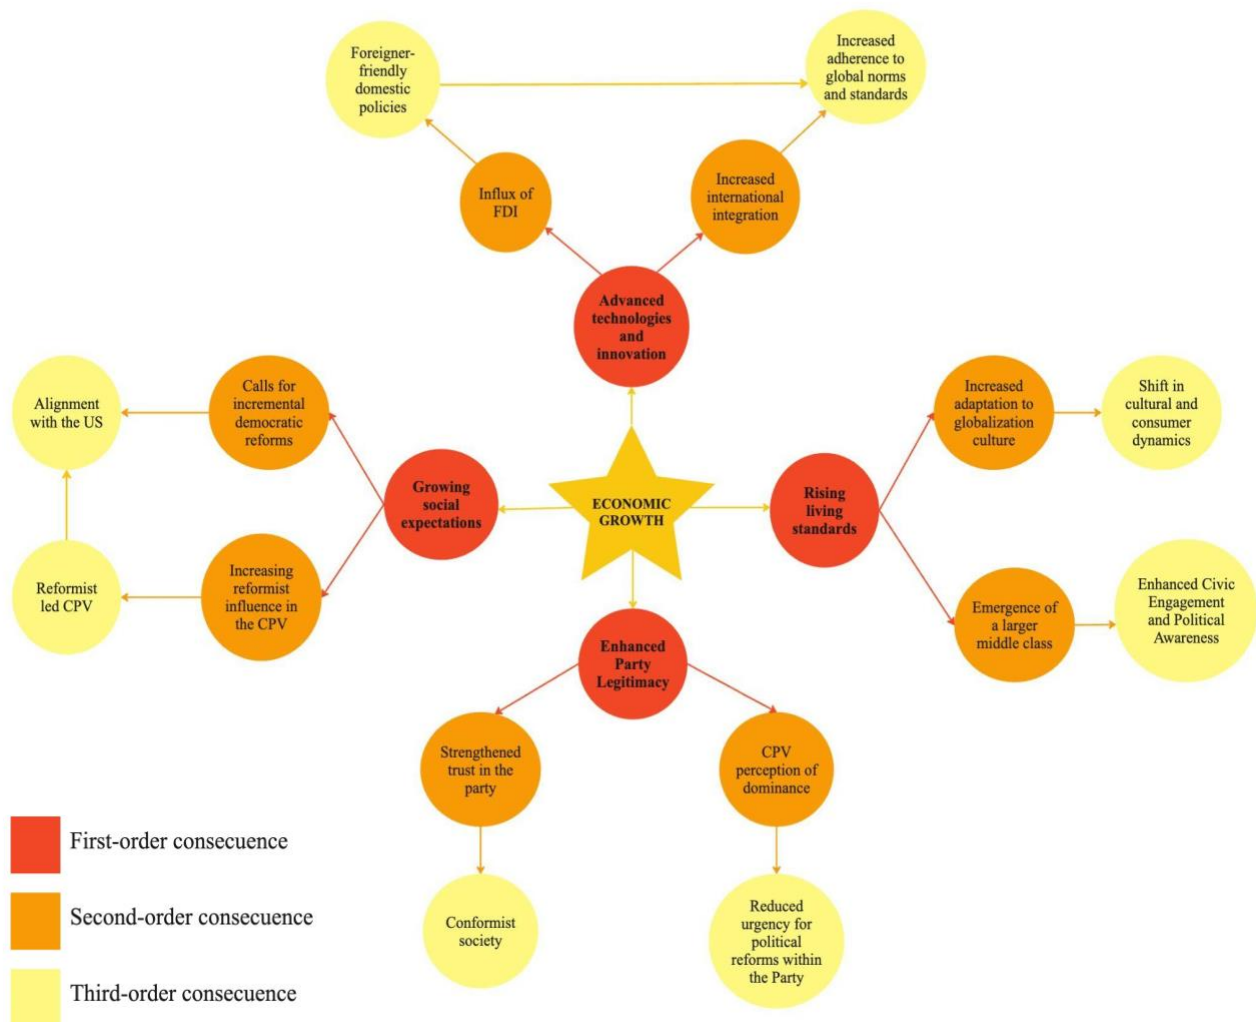 Foreigner-
friendly
domestic
policies
Increased
adherence to
global norms
and standards
Influx of
FDI
Increased
international
integration
Advanced
technologies
and
innovation
Alignment
with the US
Calls for
incremental
democratic
reforms
Growing
social
expectations
ECONOMIC
GROWTH
Rising
living
standards
Increased
adaptation to
globalization
culture
Shift in
cultural and
consumer
dynamics
Reformist
led CPV
Increasing
reformist
influence in
the CPV
Emergence of
a larger
middle class
Enhanced Civic
Engagement
and Political
Awareness
Enhanced
Party
Legitimacy
Strengthened
trust in the
party
CPV
perception of
dominance
Conformist
society
Reduced
urgency for
political
reforms within
the Party
First-order consecuence
Second-order consecuence
Third-order consecuence